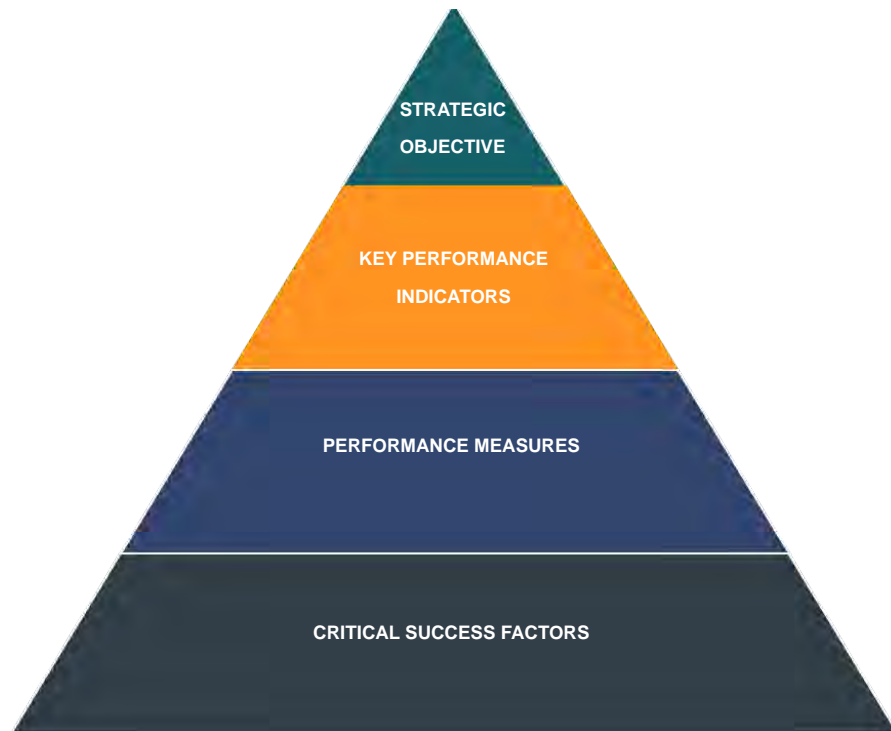 STRATEGIC
OBJECTIVE
KEY PERFORMANCE
INDICATORS
PERFORMANCE MEASURES
CRITICAL SUCCESS FACTORS